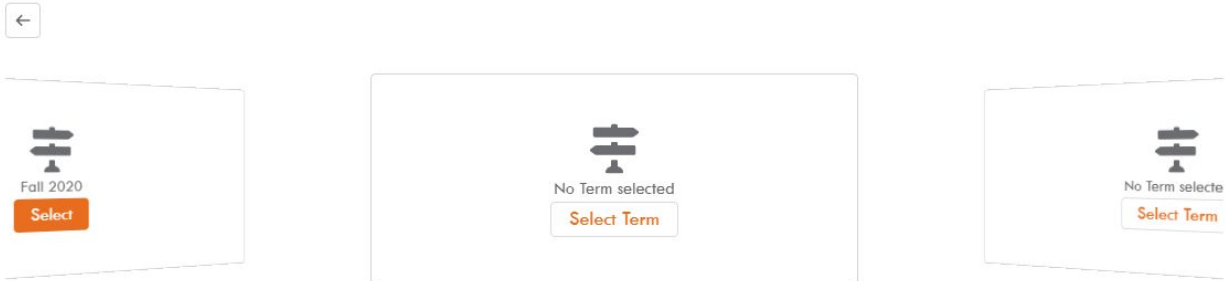 Fall 2020
Select
No Term selected
Select Term
No Term selecte
Select Term